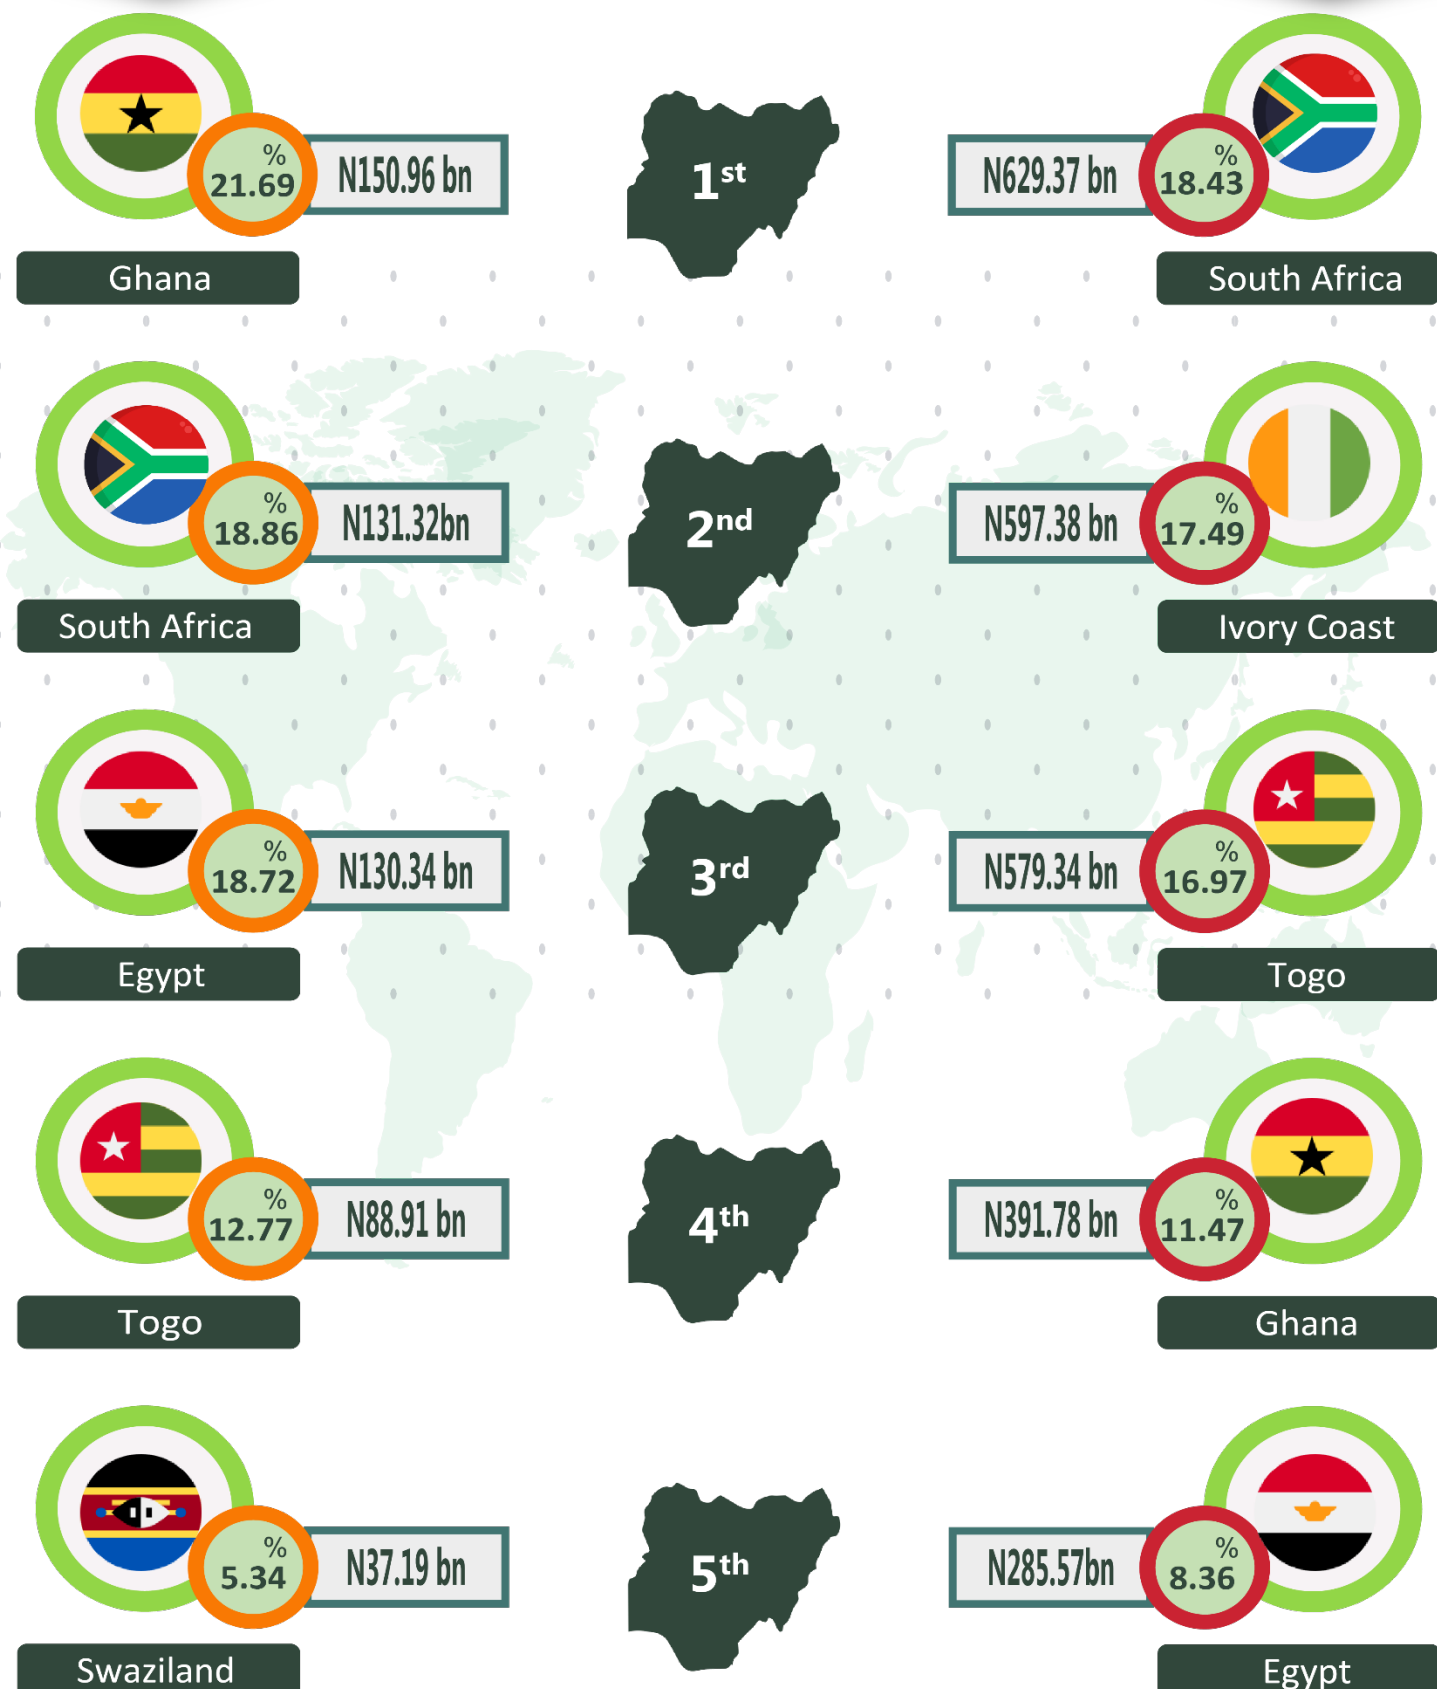 %
21.69
N150.96 bn
1st
N629.37 bn
%
18.43
Ghana
South Africa
%
18.86
N131.32bn
2nd
N597.38 bn
%
17.49
South Africa
Ivory Coast
%
18.72
N130.34 bn
3rd
N579.34 bn
%
16.97
Egypt
Togo
%
12.77
N88.91 bn
4th
N391.78 bn
%
11.47
Togo
Ghana
%
5.34
N37.19 bn
5th
N285.57bn
%
8.36
Swaziland
Egypt